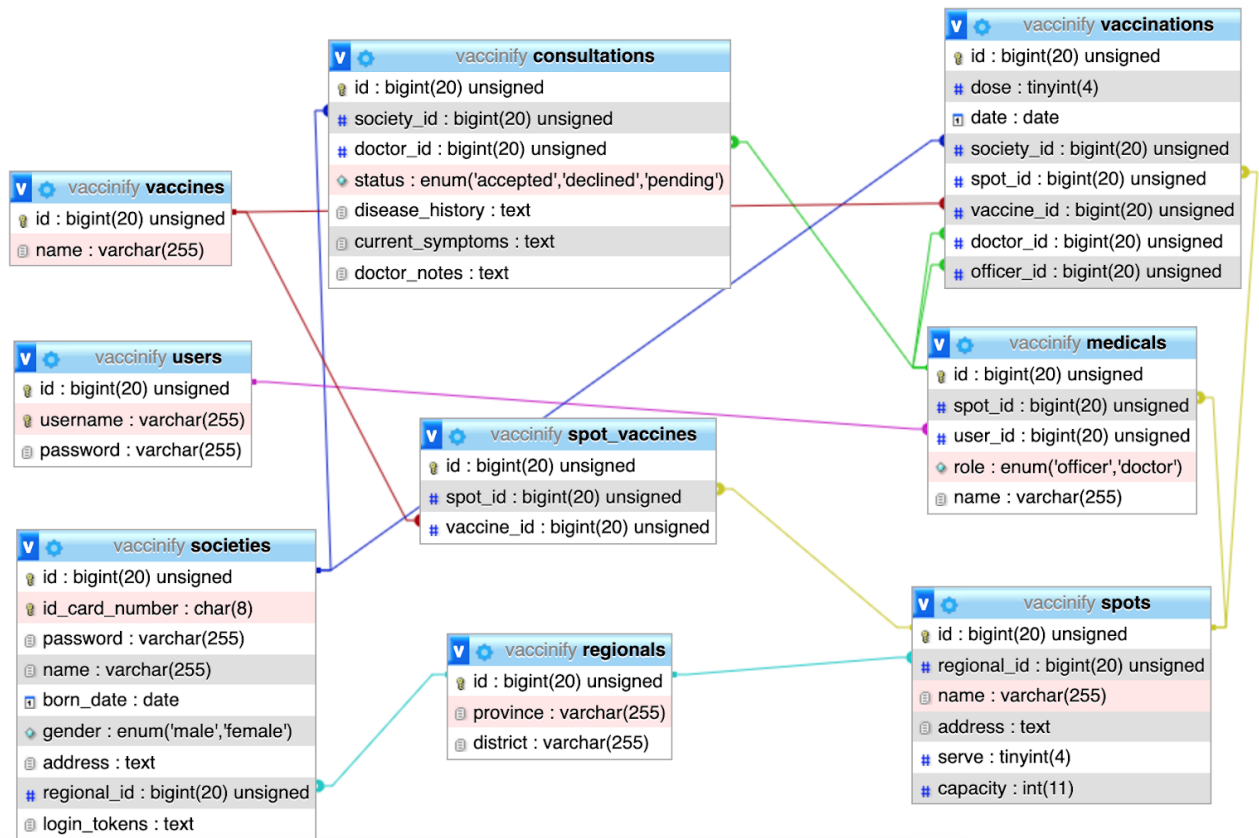 vaccinify consultations
id : bigint(20) unsigned
society_id : bigint(20) unsigned
doctor_id : bigint(20) unsigned
status : enum('accepted','declined','pending')
disease_history : text
current_symptoms : text
doctor_notes : text
vaccinify vaccinations
id : bigint(20) unsigned
dose : tinyint(4)
date : date
society_id : bigint(20) unsigned
spot_id : bigint(20) unsigned
vaccine_id : bigint(20) unsigned
doctor_id : bigint(20) unsigned
officer_id : bigint(20) unsigned
vaccinify vaccines
id : bigint(20) unsigned
name : varchar(255)
vaccinify users
id : bigint(20) unsigned
username : varchar(255)
password : varchar(255)
vaccinify medicals
id : bigint(20) unsigned
spot_id : bigint(20) unsigned
user_id : bigint(20) unsigned
role : enum('officer','doctor')
name : varchar(255)
vaccinify spot_vaccines
id : bigint(20) unsigned
spot_id : bigint(20) unsigned
vaccine_id : bigint(20) unsigned
vaccinify societies
id : bigint(20) unsigned
id_card_number : char(8)
password : varchar(255)
name : varchar(255)
born_date : date
gender : enum('male','female')
address : text
regional_id : bigint(20) unsigned
login_tokens : text
vaccinify regionals
id : bigint(20) unsigned
province : varchar(255)
district : varchar(255)
vaccinify spots
id : bigint(20) unsigned
regional_id : bigint(20) unsigned
name : varchar(255)
address : text
serve : tinyint(4)
capacity : int(11)